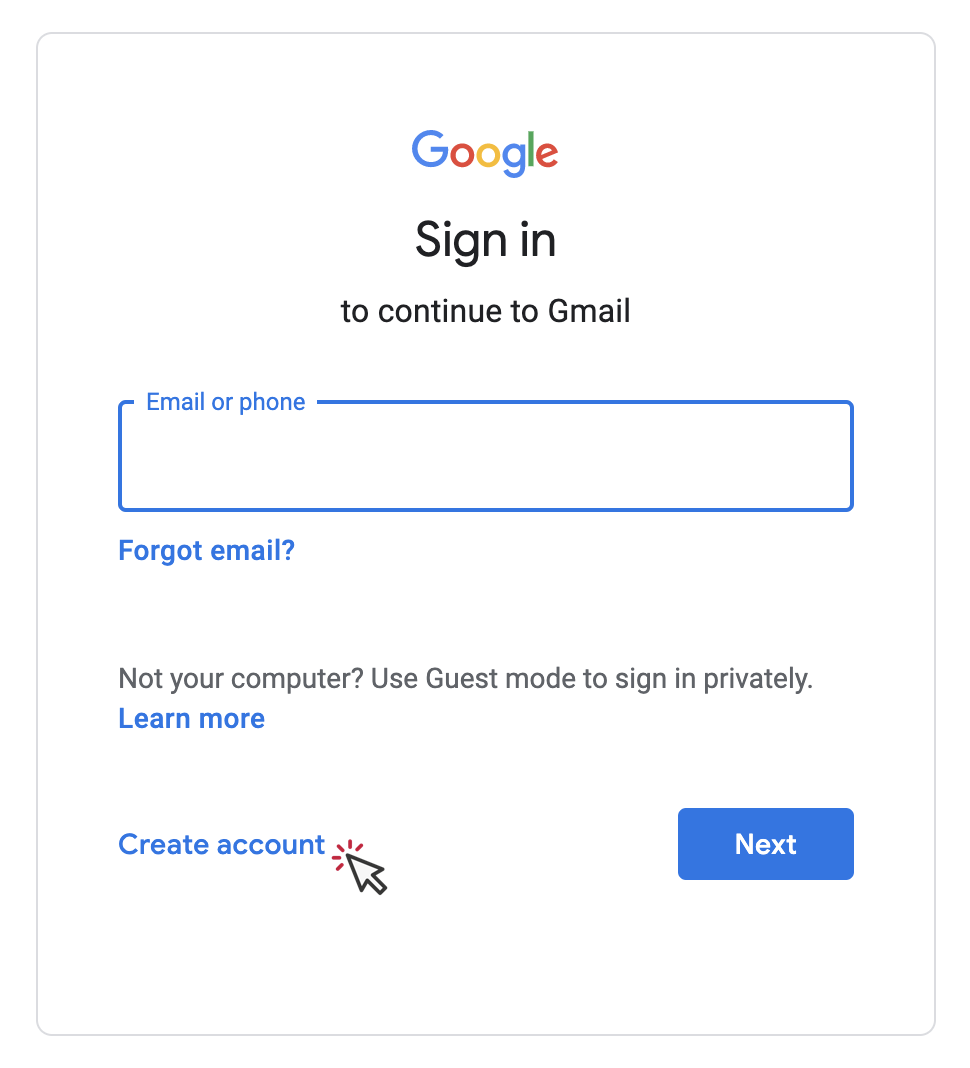 Google
Sign in
to continue to Gmail
Email or phone
Forgot email?
Not your computer? Use Guest mode to sign in privately.
Learn more
Create account
Next